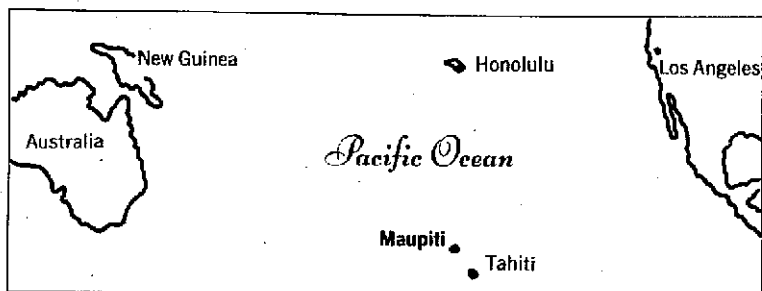 New Guinea
Honolulu
Los Angeles
Australia
Pacific Ocean
Maupiti
Tahiti